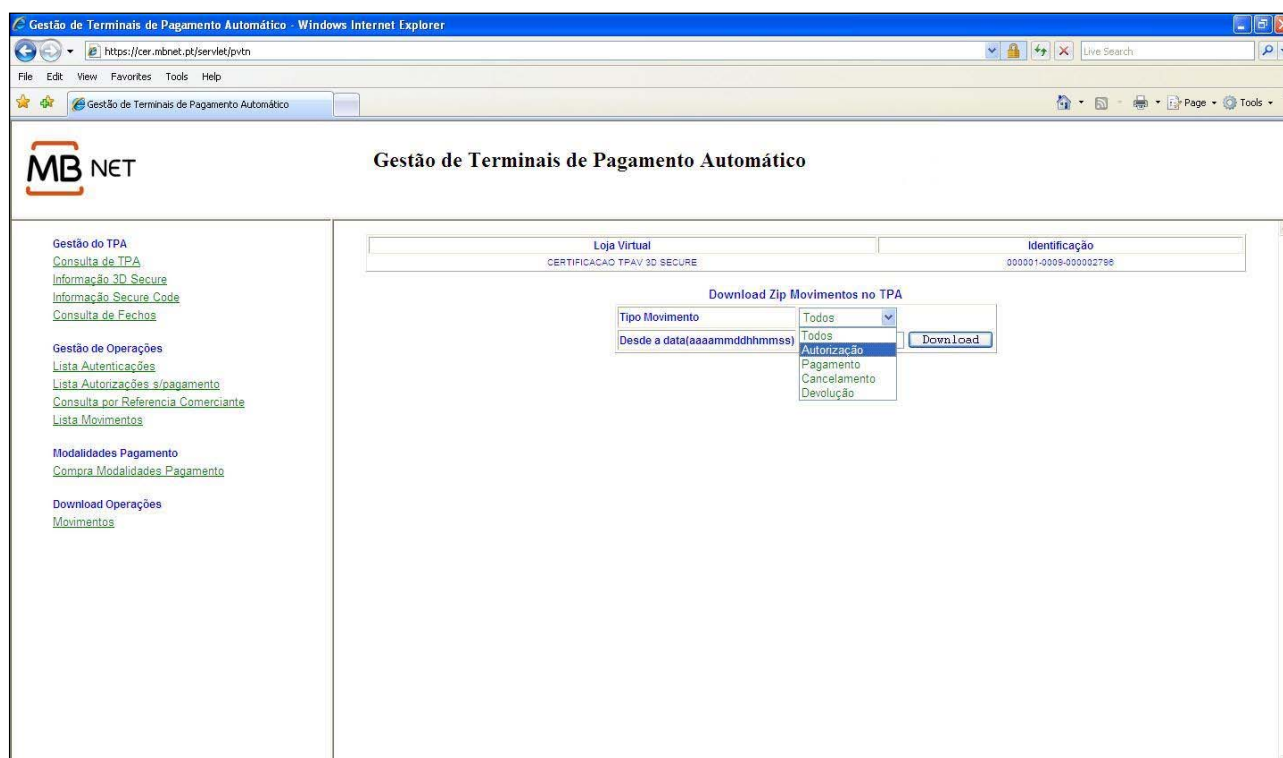 Gestão de Terminais de Pagamento Automático - Windows Internet Explorer
https://cer.mbnet.pt/servlet/pvtn
Live Search
File Edit View Favorites Tools Help
Gestão de Terminais de Pagamento Automático
Page Tools
MB NET
Gestão de Terminais de Pagamento Automático
Gestão do TPA
Consulta de TPA
Informação 3D Secure
Informação Secure Code
Consulta de Fechos
Gestão de Operações
Lista Autenticações
Lista Autorizações s/pagamento
Consulta por Referencia Comerciante
Lista Movimentos
Modalidades Pagamento
Compra Modalidades Pagamento
Download Operações
Movimentos
Loja Virtual Identificação
CERTIFICACAO TPAV 3D SECURE 000001-0009-000002796
Download Zip Movimentos no TPA
Tipo Movimento Todos
Desde a data(aaaammddhhmmss) Download
Todos
Autorização
Pagamento
Cancelamento
Devolução